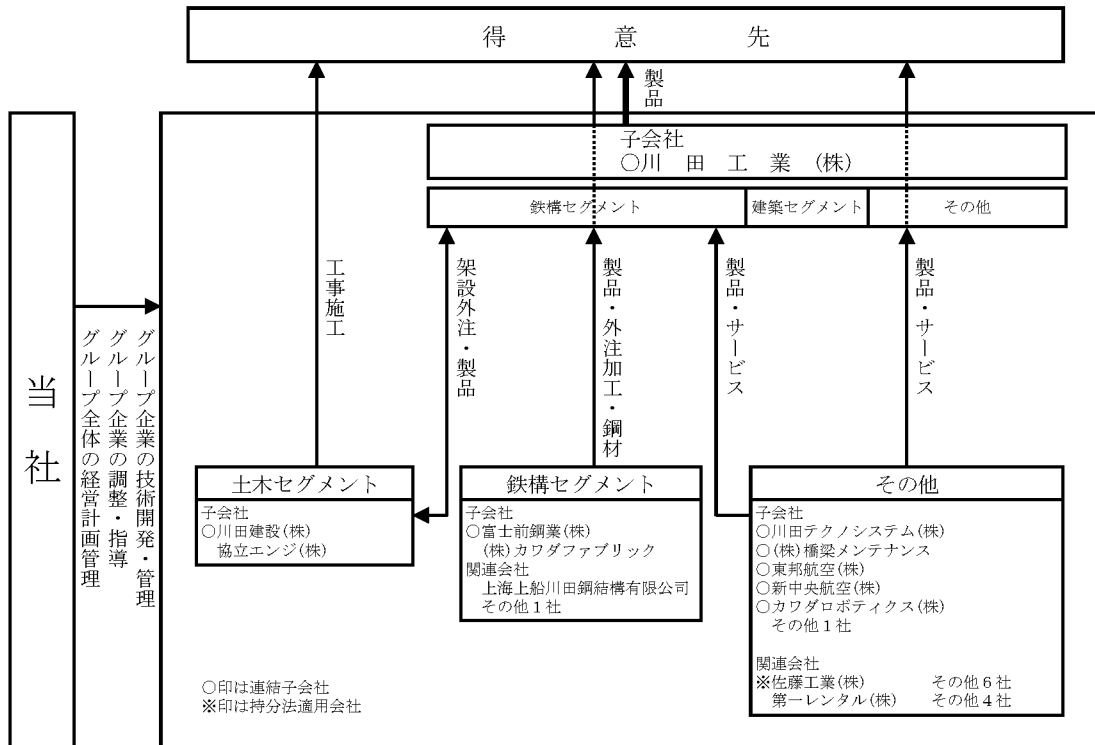 得意先
製品
子会社
○川田工業(株)
鉄構セグメント
建築セグメント
その他
当社
グループ企業の技術開発・管理
グループ企業の調整・指導
グループ全体の経営計画管理
工事施工
架設外注・製品
製品・外注加工・鋼材
製品・サービス
製品・サービス
土木セグメント
子会社
○川田建設(株)
協立エンジ(株)
鉄構セグメント
子会社
○富士前鋼業(株)
(株)カワダファブリック
関連会社
上海上船川田鋼結構有限公司
その他1社
その他
子会社
○川田テクノシステム(株)
○(株)橋梁メンテナンス
○東邦航空(株)
○新中央航空(株)
○カワダロボティクス(株)
その他1社
関連会社
※佐藤工業(株) その他6社
第一レンタル(株) その他4社
○印は連結子会社
※印は持分法適用会社